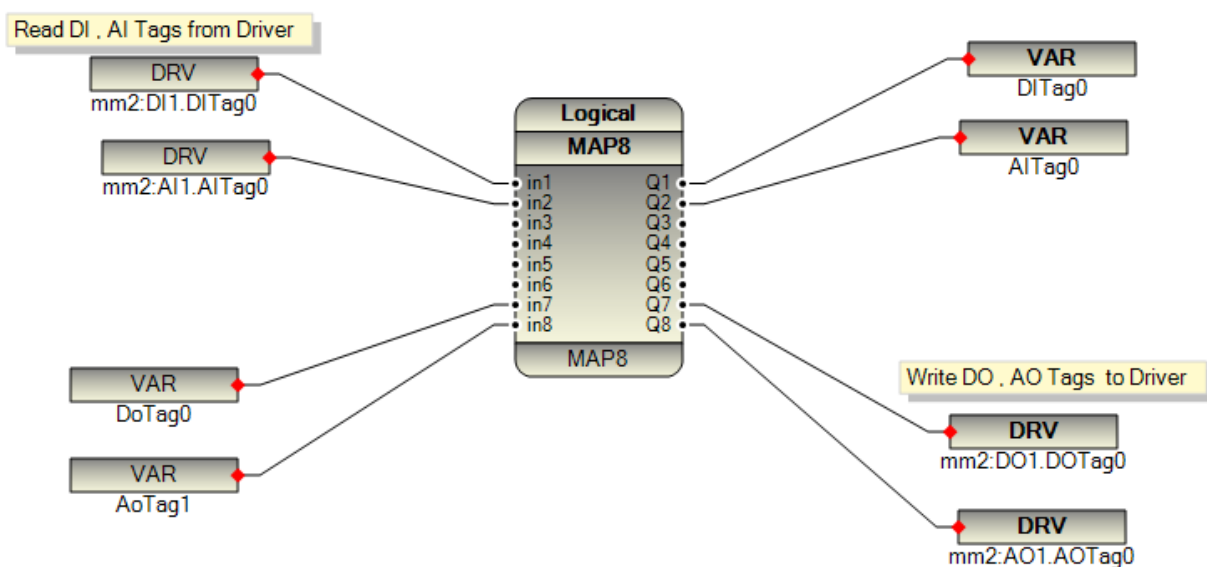 Read DI , AI Tags from Driver
DRV
mm2:DI1.DITag0
DRV
mm2:AI1.AITag0
VAR
DITag0
VAR
AITag0
Logical
MAP8
in1 Q1
in2 Q2
in3 Q3
in4 Q4
in5 Q5
in6 Q6
in7 Q7
in8 Q8
MAP8
VAR
DoTag0
VAR
AoTag1
Write DO , AO Tags to Driver
DRV
mm2:DO1.DOTag0
DRV
mm2:AO1.AOTag0